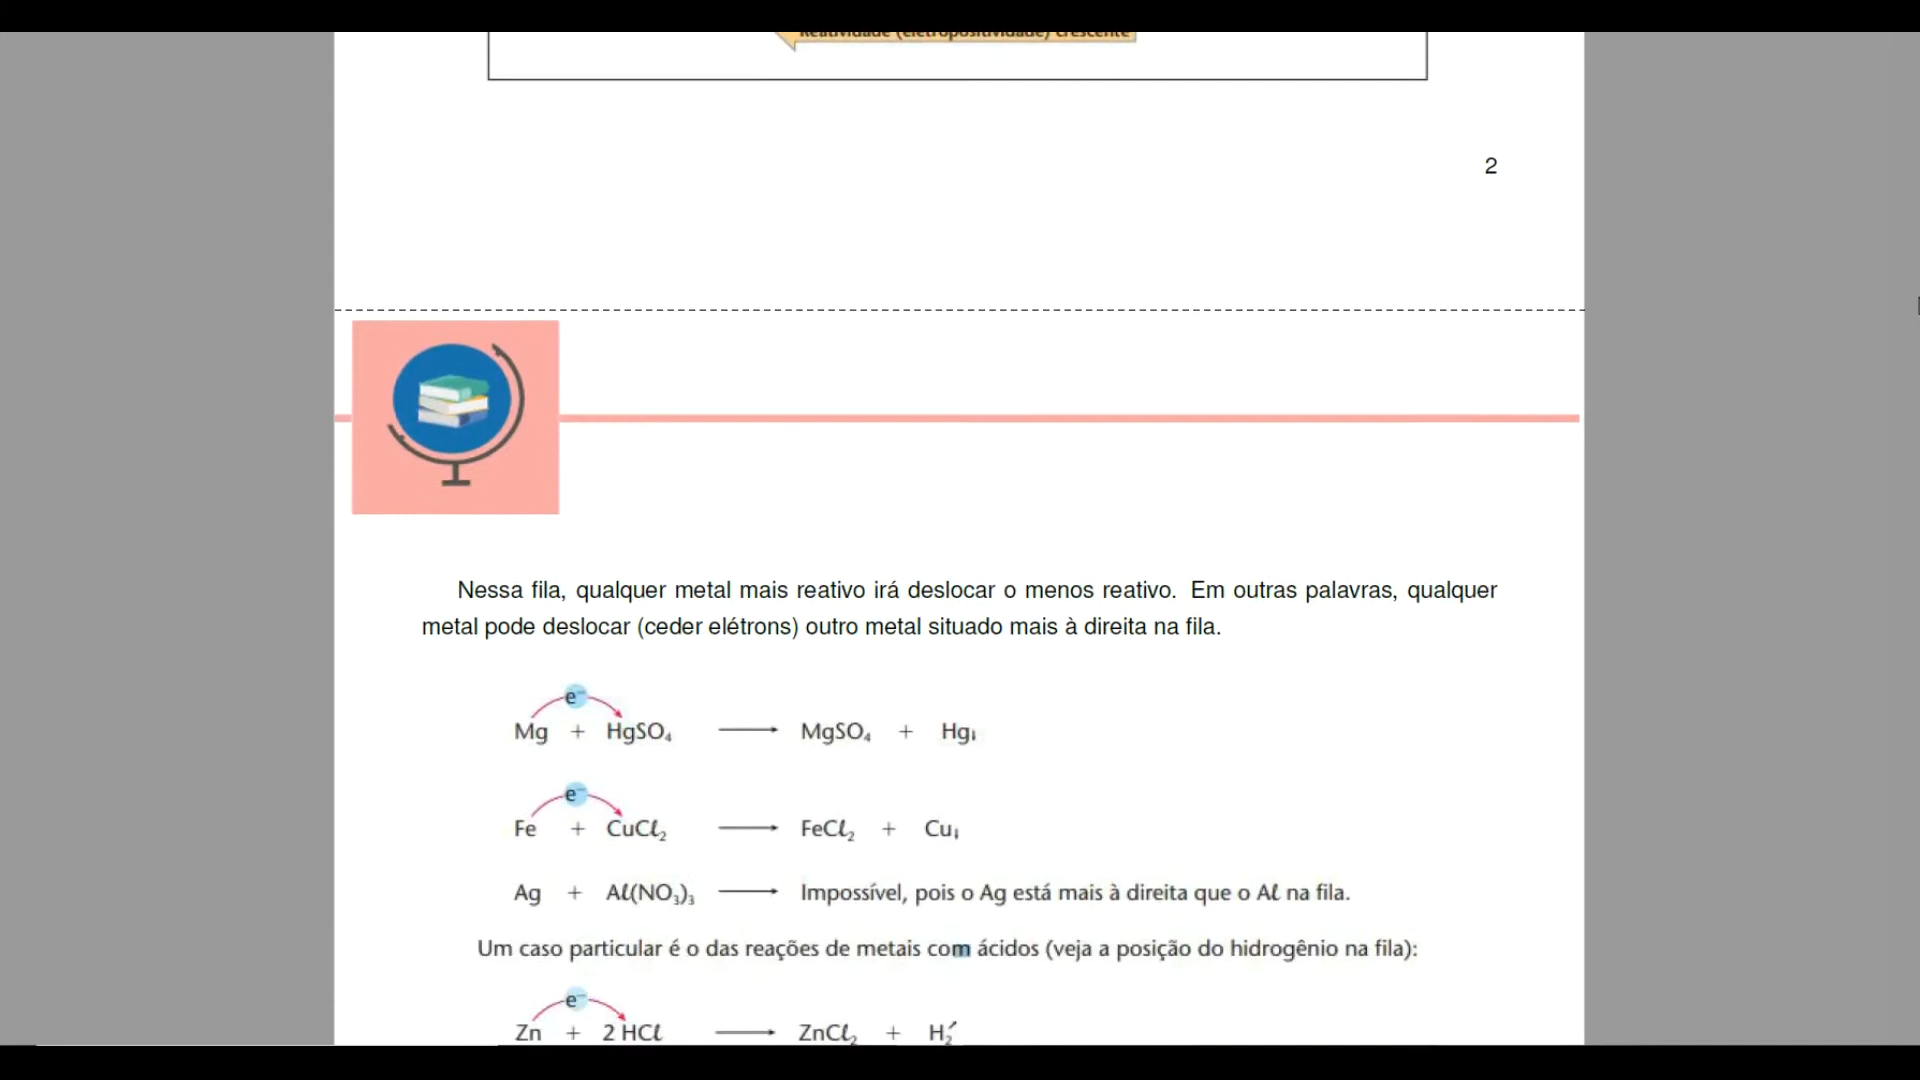 Reatividade (eletropositividade) crescente
2
Nessa fila, qualquer metal mais reativo irá deslocar o menos reativo. Em outras palavras, qualquer
metal pode deslocar (ceder elétrons) outro metal situado mais à direita na fila.
e⁻
Mg + HgSO₄ ⟶ MgSO₄ + Hg↓
e⁻
Fe + CuCℓ₂ ⟶ FeCℓ₂ + Cu↓
Ag + Aℓ(NO₃)₃ ⟶ Impossível, pois o Ag está mais à direita que o Aℓ na fila.
Um caso particular é o das reações de metais com ácidos (veja a posição do hidrogênio na fila):
e⁻
Zn + 2 HCℓ ⟶ ZnCℓ₂ + H₂↗